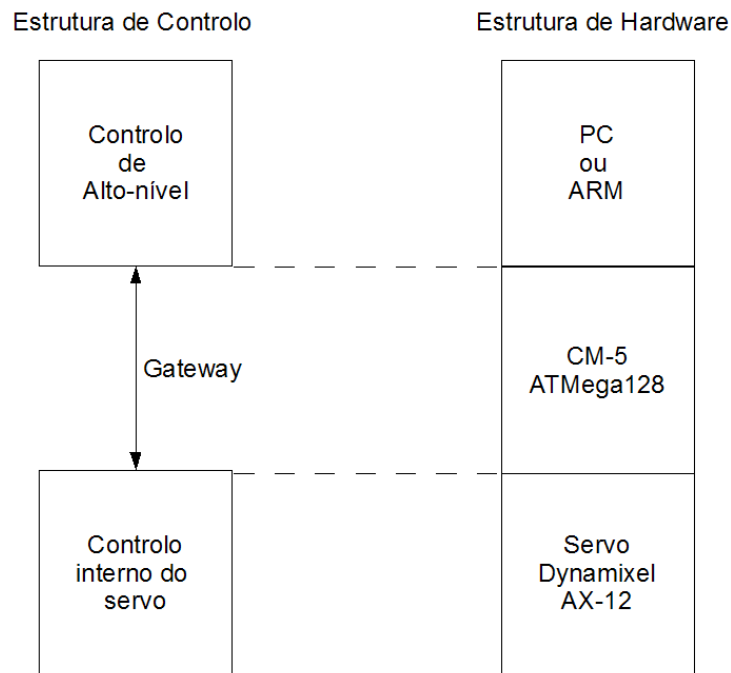 Estrutura de Controlo
Estrutura de Hardware
Controlo
de
Alto-nível
PC
ou
ARM
Gateway
CM-5
ATMega128
Controlo
interno do
servo
Servo
Dynamixel
AX-12